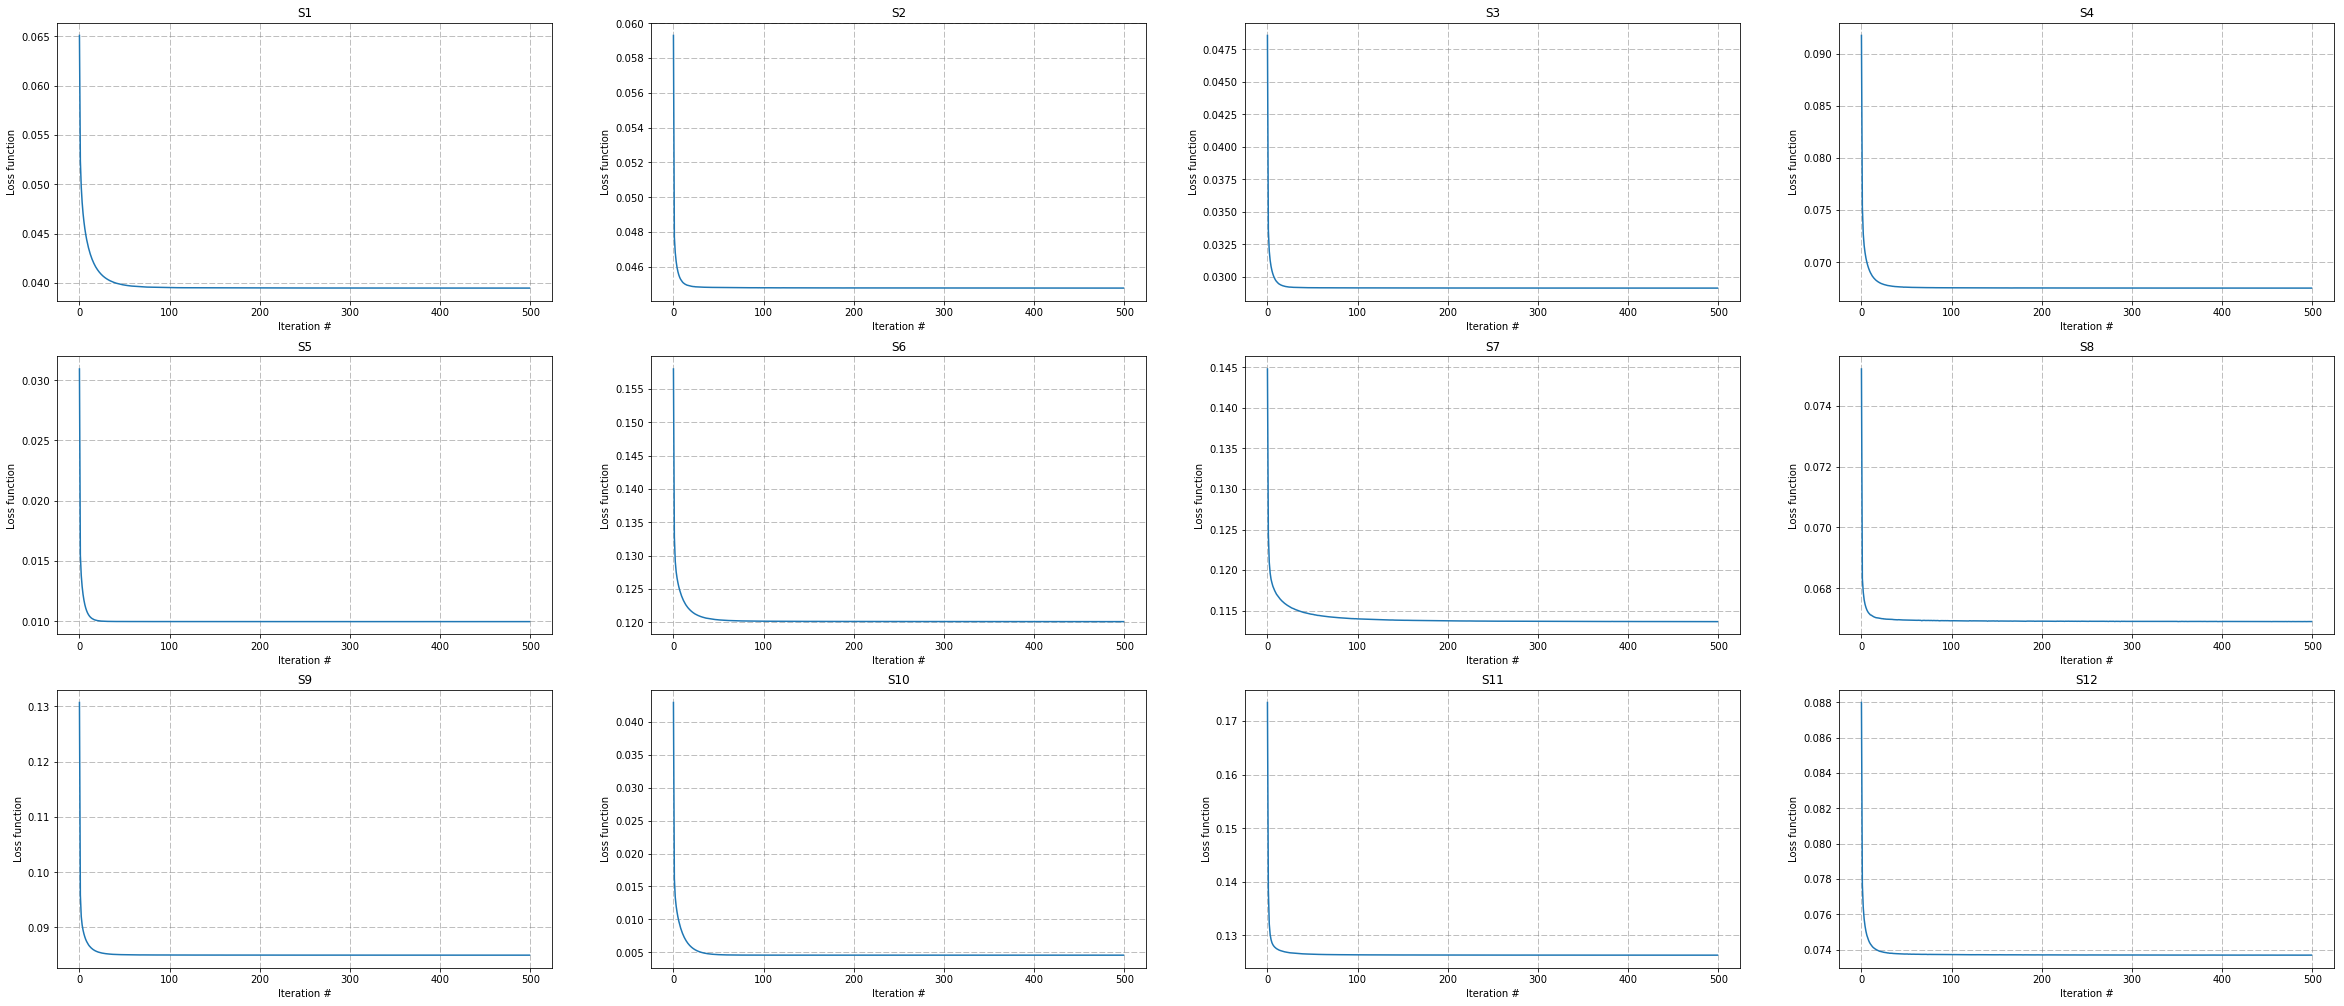 S1
0.065
0.060
0.055
0.050
0.045
0.040
Loss function
0 100 200 300 400 500
Iteration #
S2
0.060
0.058
0.056
0.054
0.052
0.050
0.048
0.046
Loss function
0 100 200 300 400 500
Iteration #
S3
0.0475
0.0450
0.0425
0.0400
0.0375
0.0350
0.0325
0.0300
Loss function
0 100 200 300 400 500
Iteration #
S4
0.090
0.085
0.080
0.075
0.070
Loss function
0 100 200 300 400 500
Iteration #
S5
0.030
0.025
0.020
0.015
0.010
Loss function
0 100 200 300 400 500
Iteration #
S6
0.155
0.150
0.145
0.140
0.135
0.130
0.125
0.120
Loss function
0 100 200 300 400 500
Iteration #
S7
0.145
0.140
0.135
0.130
0.125
0.120
0.115
Loss function
0 100 200 300 400 500
Iteration #
S8
0.074
0.072
0.070
0.068
Loss function
0 100 200 300 400 500
Iteration #
S9
0.13
0.12
0.11
0.10
0.09
Loss function
0 100 200 300 400 500
Iteration #
S10
0.040
0.035
0.030
0.025
0.020
0.015
0.010
0.005
Loss function
0 100 200 300 400 500
Iteration #
S11
0.17
0.16
0.15
0.14
0.13
Loss function
0 100 200 300 400 500
Iteration #
S12
0.088
0.086
0.084
0.082
0.080
0.078
0.076
0.074
Loss function
0 100 200 300 400 500
Iteration #